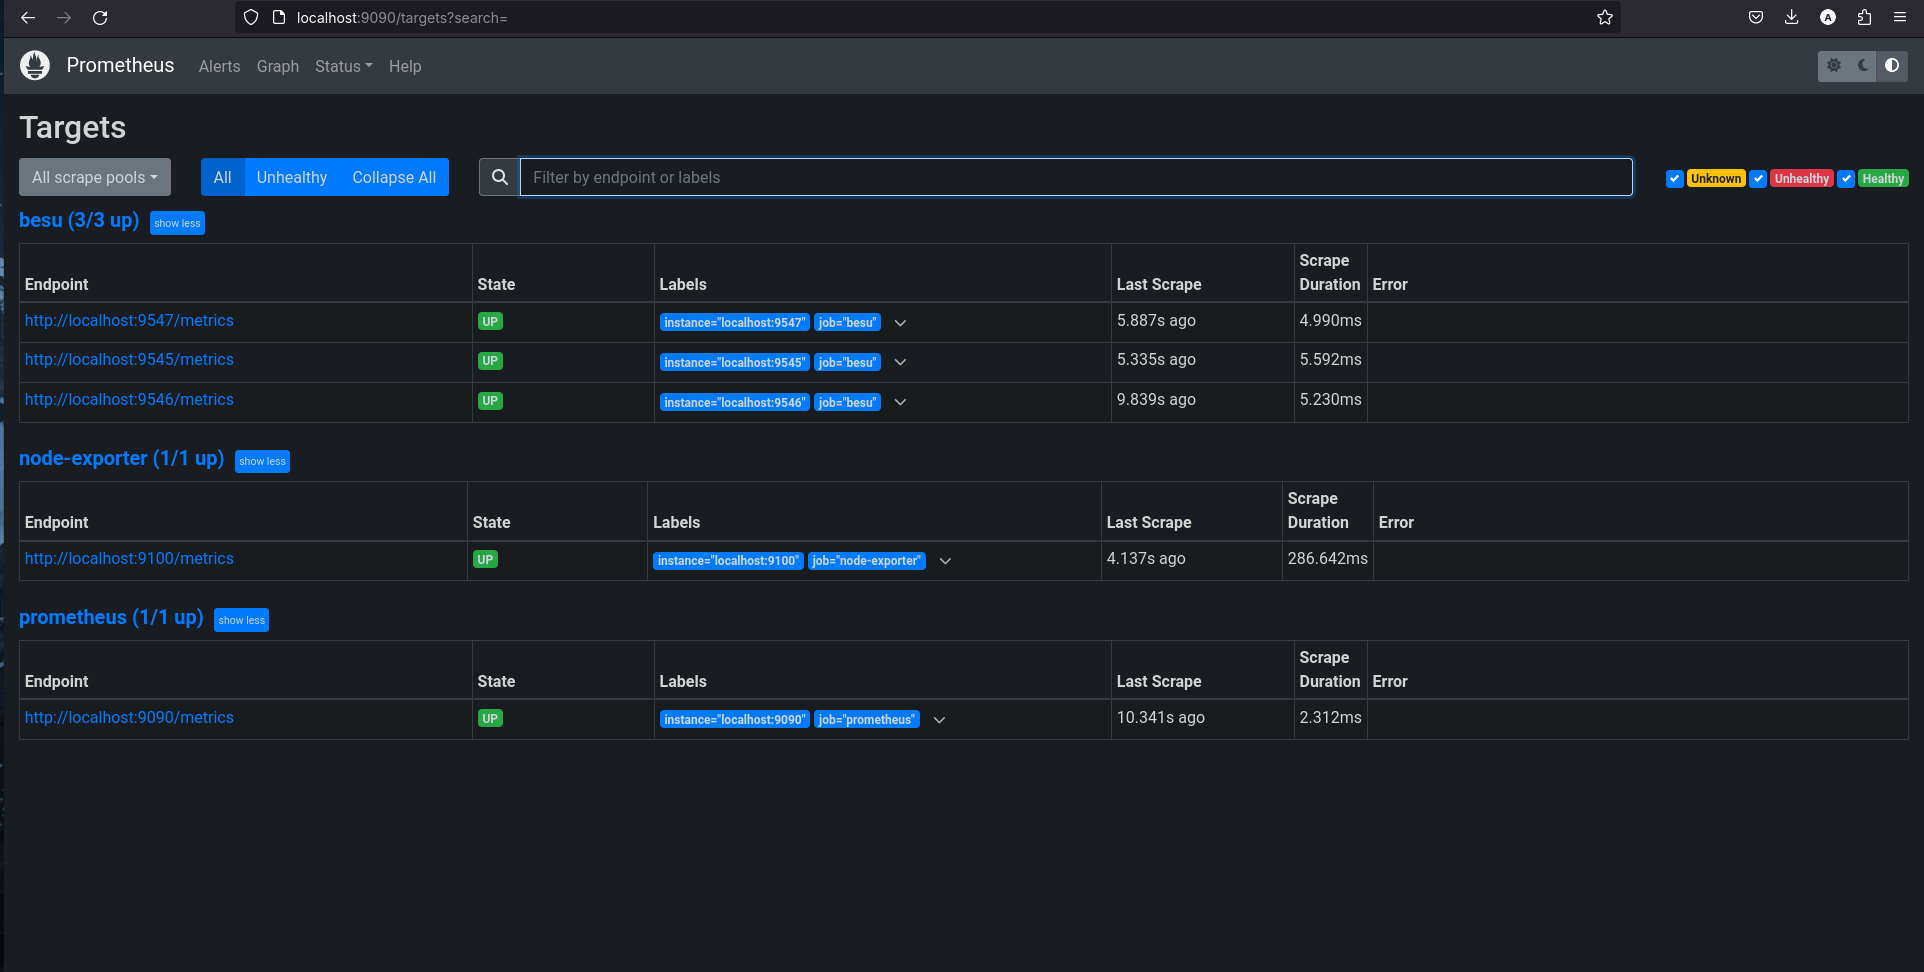 localhost:9090/targets?search=
Prometheus Alerts Graph Status Help
Targets
All scrape pools All Unhealthy Collapse All Filter by endpoint or labels Unknown Unhealthy Healthy
besu (3/3 up) show less
Endpoint State Labels Last Scrape Scrape Duration Error
http://localhost:9547/metrics UP instance="localhost:9547" job="besu" 5.887s ago 4.990ms
http://localhost:9545/metrics UP instance="localhost:9545" job="besu" 5.335s ago 5.592ms
http://localhost:9546/metrics UP instance="localhost:9546" job="besu" 9.839s ago 5.230ms
node-exporter (1/1 up) show less
Endpoint State Labels Last Scrape Scrape Duration Error
http://localhost:9100/metrics UP instance="localhost:9100" job="node-exporter" 4.137s ago 286.642ms
prometheus (1/1 up) show less
Endpoint State Labels Last Scrape Scrape Duration Error
http://localhost:9090/metrics UP instance="localhost:9090" job="prometheus" 10.341s ago 2.312ms